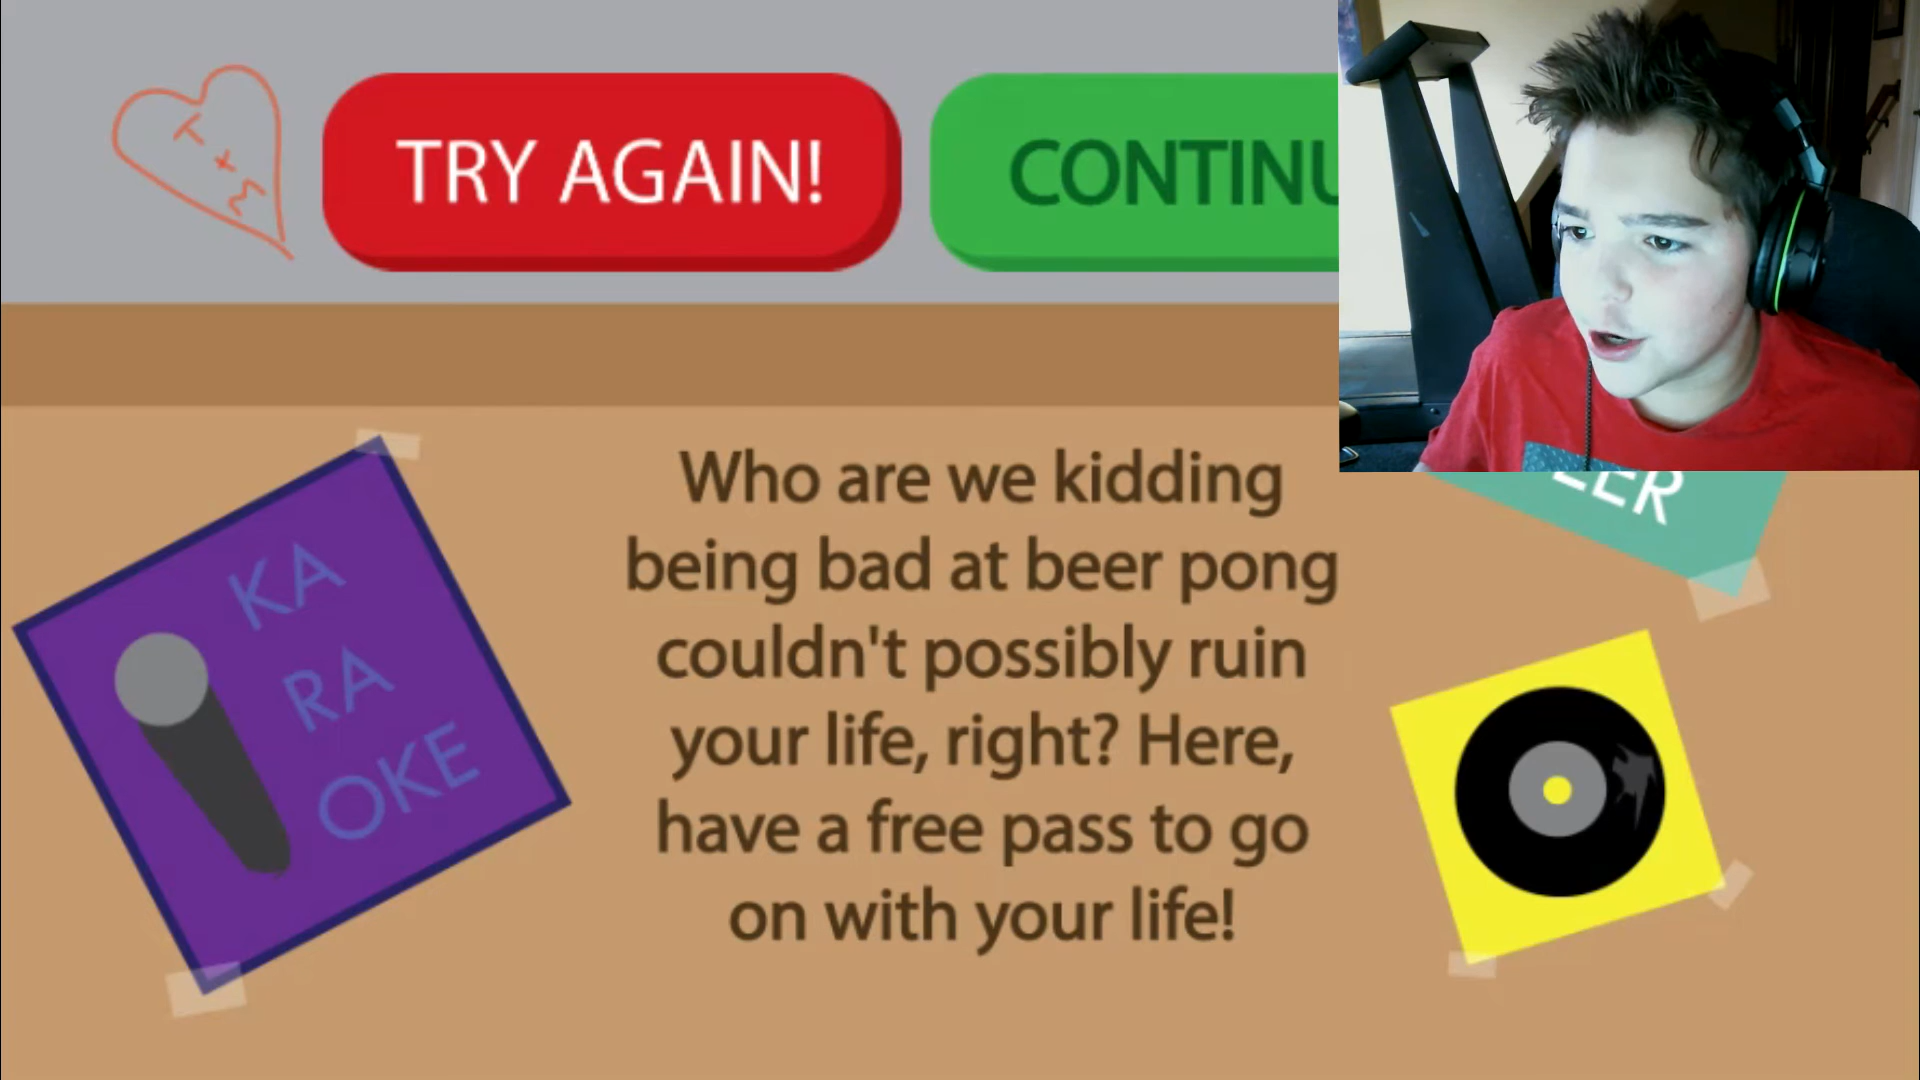 T + M
TRY AGAIN!
CONTINU
Who are we kidding
being bad at beer pong
couldn't possibly ruin
your life, right? Here,
have a free pass to go
on with your life!
KA
RA
OKE
EER